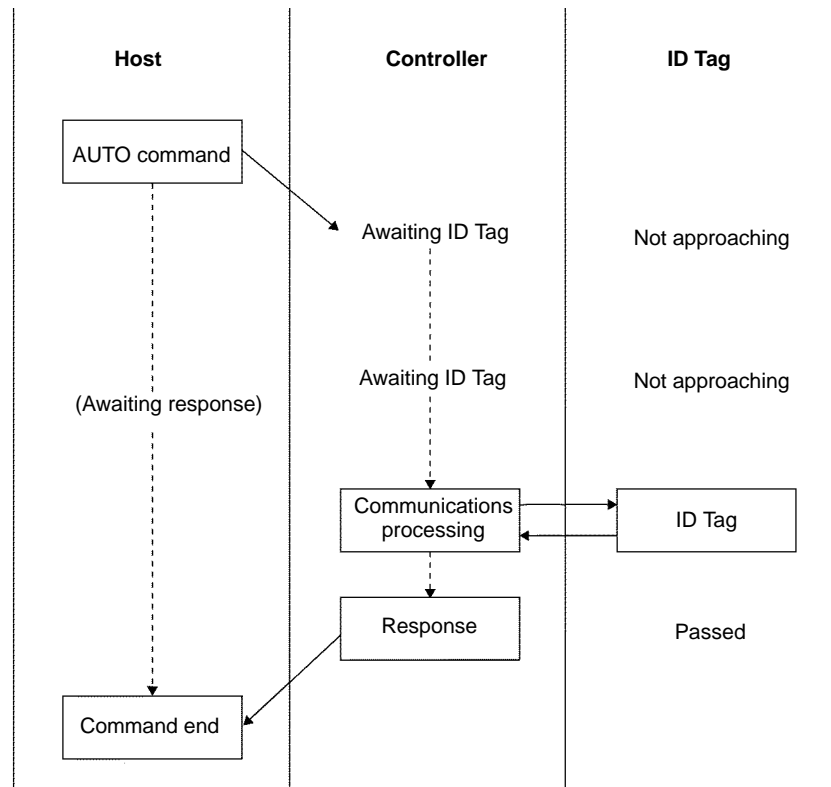 Host
Controller
ID Tag
AUTO command
Awaiting ID Tag
Not approaching
Awaiting ID Tag
Not approaching
(Awaiting response)
Communications
processing
ID Tag
Response
Passed
Command end